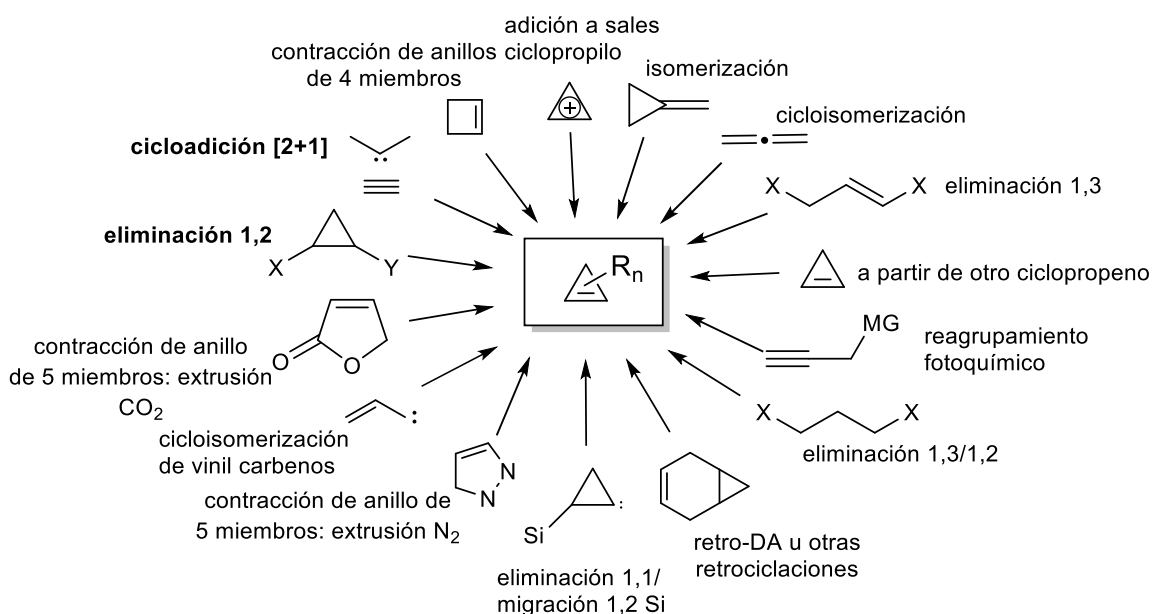 adición a sales
contracción de anillos ciclopropilo
de 4 miembros
isomerización
cicloisomerización
cicloadición [2+1]
X
X
eliminación 1,3
eliminación 1,2
X
Y
Rn
a partir de otro ciclopropeno
MG
reagrupamiento
fotoquímico
O
O
contracción de anillo
de 5 miembros: extrusión
CO2
X
X
eliminación 1,3/1,2
cicloisomerización
de vinil carbenos
N
N
contracción de anillo de
5 miembros: extrusión N2
Si
eliminación 1,1/
migración 1,2 Si
retro-DA u otras
retrociclaciones